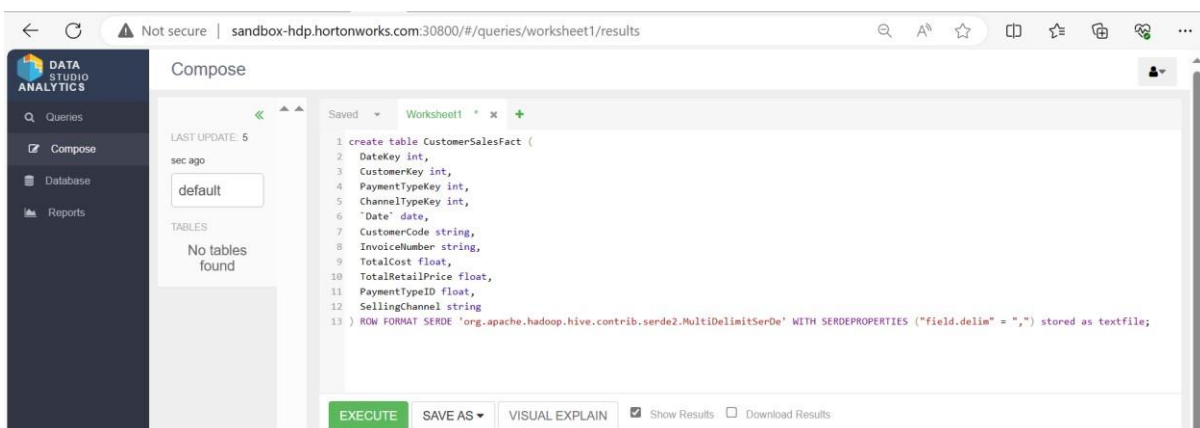 Not secure | sandbox-hdp.hortonworks.com:30800/#/queries/worksheet1/results
DATA
STUDIO
ANALYTICS
Compose
Queries
Compose
Database
Reports
LAST UPDATE: 5
sec ago
default
TABLES
No tables
found
Saved Worksheet1 * × +
1 create table CustomerSalesFact (
2 DateKey int,
3 CustomerKey int,
4 PaymentTypeKey int,
5 ChannelTypeKey int,
6 `Date` date,
7 CustomerCode string,
8 InvoiceNumber string,
9 TotalCost float,
10 TotalRetailPrice float,
11 PaymentTypeID float,
12 SellingChannel string
13 ) ROW FORMAT SERDE 'org.apache.hadoop.hive.contrib.serde2.MultiDelimitSerDe' WITH SERDEPROPERTIES ("field.delim" = ",") stored as textfile;
EXECUTE SAVE AS VISUAL EXPLAIN Show Results Download Results